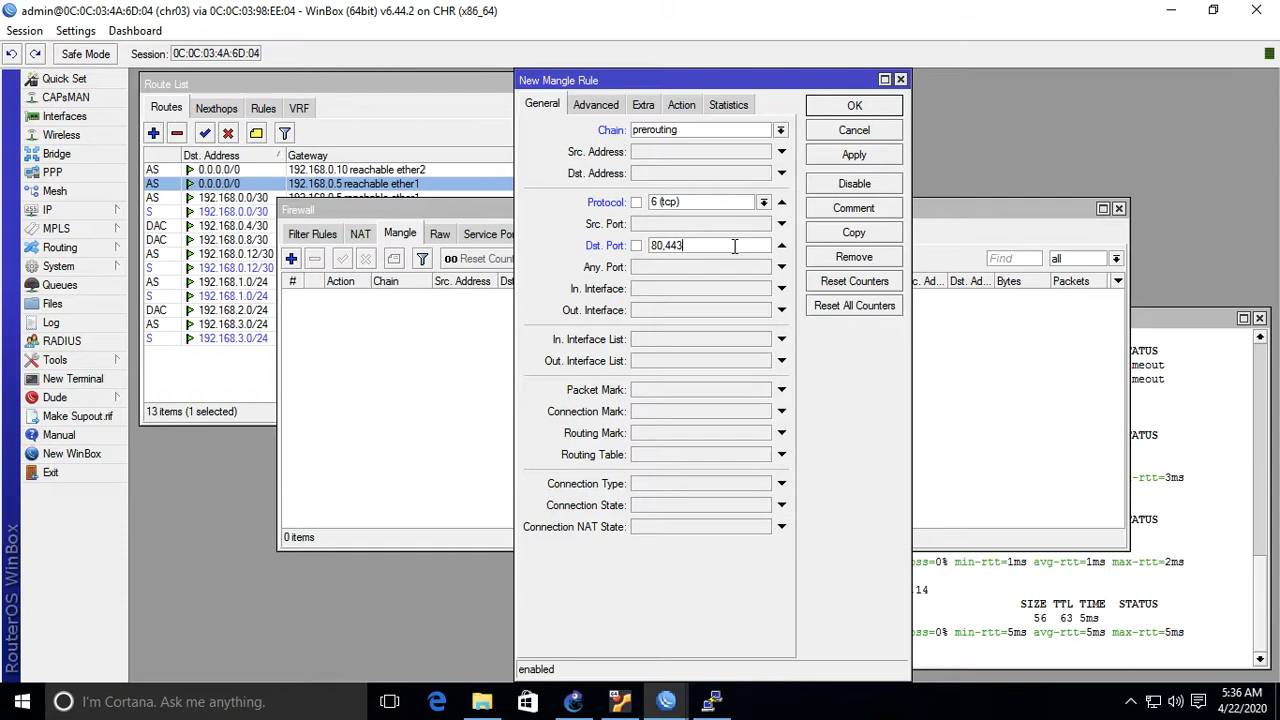 admin@0C:0C:03:4A:6D:04 (chr03) via 0C:0C:03:98:EE:04 - WinBox (64bit) v6.44.2 on CHR (x86_64)
Session Settings Dashboard
Safe Mode Session: 0C:0C:03:4A:6D:04
Quick Set
CAPsMAN
Interfaces
Wireless
Bridge
PPP
Mesh
IP
MPLS
Routing
System
Queues
Files
Log
RADIUS
Tools
New Terminal
Dude
Make Supout.rif
Manual
New WinBox
Exit
RouterOS WinBox
Route List
Routes Nexthops Rules VRF
Dst. Address / Gateway
AS 0.0.0.0/0 192.168.0.10 reachable ether2
AS 0.0.0.0/0 192.168.0.5 reachable ether1
AS 192.168.0.0/30
S 192.168.0.0/30
DAC 192.168.0.4/30
DAC 192.168.0.8/30
AS 192.168.0.12/30
S 192.168.0.12/30
AS 192.168.1.0/24
S 192.168.1.0/24
DAC 192.168.2.0/24
AS 192.168.3.0/24
S 192.168.3.0/24
13 items (1 selected)
Firewall
Filter Rules NAT Mangle Raw Service Por
00 Reset Count Find all
# Action Chain Src. Address Dst Ad... Dst. Ad... Bytes Packets
0 items
New Mangle Rule
General Advanced Extra Action Statistics
Chain: prerouting
Src. Address:
Dst. Address:
Protocol: 6 (tcp)
Src. Port:
Dst. Port: 80,443
Any. Port:
In. Interface:
Out. Interface:
In. Interface List:
Out. Interface List:
Packet Mark:
Connection Mark:
Routing Mark:
Routing Table:
Connection Type:
Connection State:
Connection NAT State:
enabled
OK
Cancel
Apply
Disable
Comment
Copy
Remove
Reset Counters
Reset All Counters
ATUS
meout
meout
ATUS
-rtt=3ms
ATUS
oss=0% min-rtt=1ms avg-rtt=1ms max-rtt=2ms
.14
SIZE TTL TIME STATUS
56 63 5ms
oss=0% min-rtt=5ms avg-rtt=5ms max-rtt=5ms
I'm Cortana. Ask me anything.
5:36 AM
4/22/2020